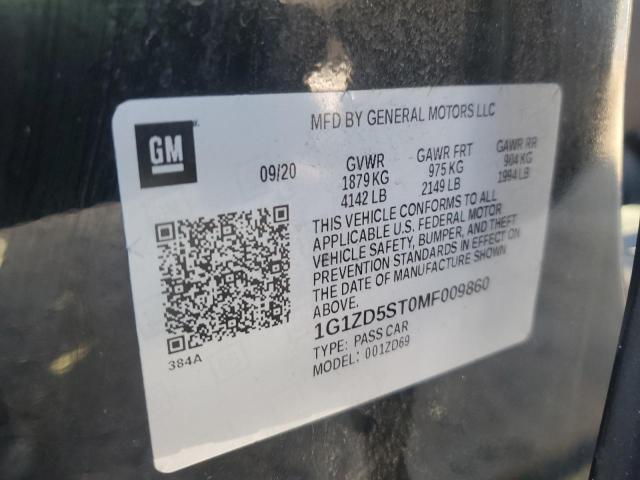 GM
MFD BY GENERAL MOTORS LLC
09/20
GVWR
1879 KG
4142 LB
GAWR FRT
975 KG
2149 LB
GAWR RR
904 KG
1994 LB
THIS VEHICLE CONFORMS TO ALL
APPLICABLE U.S. FEDERAL MOTOR
VEHICLE SAFETY, BUMPER, AND THEFT
PREVENTION STANDARDS IN EFFECT ON
THE DATE OF MANUFACTURE SHOWN
ABOVE.
1G1ZD5ST0MF009860
TYPE: PASS CAR
MODEL: 001ZD69
384A